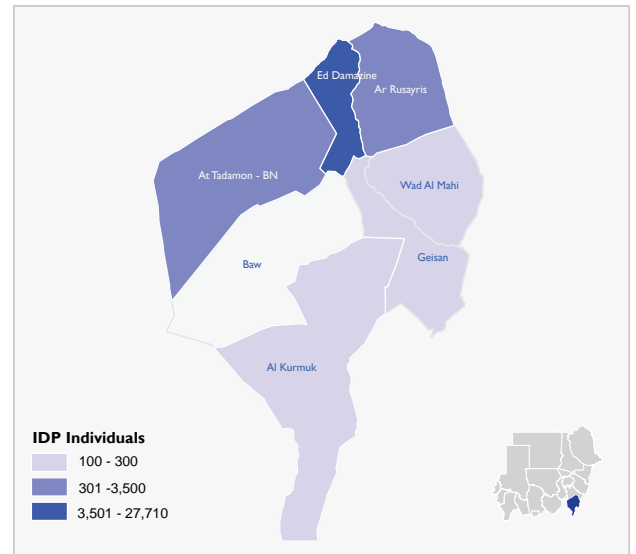 Ed Damazine
Ar Rusayris
At Tadamon - BN
Wad Al Mahi
Baw
Geisan
Al Kurmuk
IDP Individuals
100 - 300
301 -3,500
3,501 - 27,710